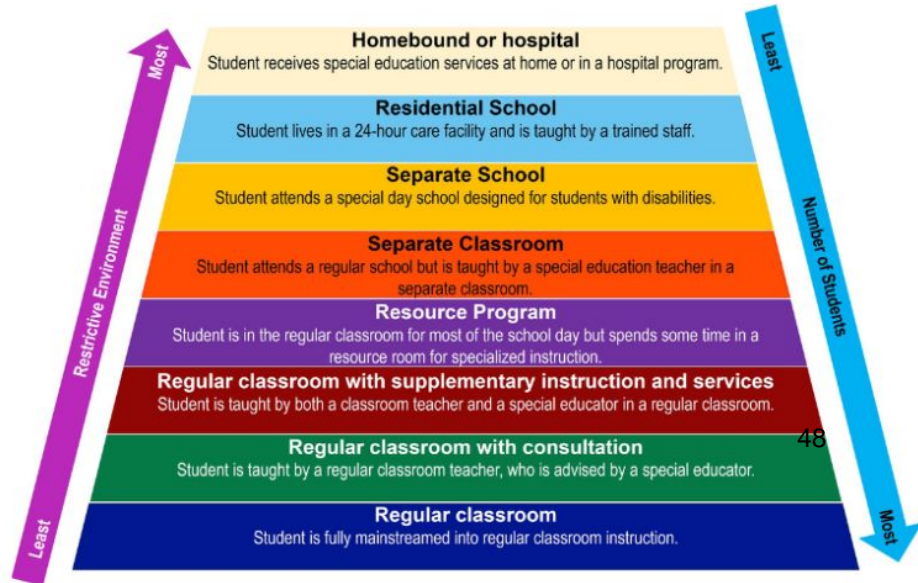 Homebound or hospital
Student receives special education services at home or in a hospital program.
Residential School
Student lives in a 24-hour care facility and is taught by a trained staff.
Separate School
Student attends a special day school designed for students with disabilities.
Separate Classroom
Student attends a regular school but is taught by a special education teacher in a
separate classroom.
Resource Program
Student is in the regular classroom for most of the school day but spends some time in a
resource room for specialized instruction.
Regular classroom with supplementary instruction and services
Student is taught by both a classroom teacher and a special educator in a regular classroom.
48
Regular classroom with consultation
Student is taught by a regular classroom teacher, who is advised by a special educator.
Regular classroom
Student is fully mainstreamed into regular classroom instruction.
Most
Restrictive Environment
Least
Least
Number of Students
Most